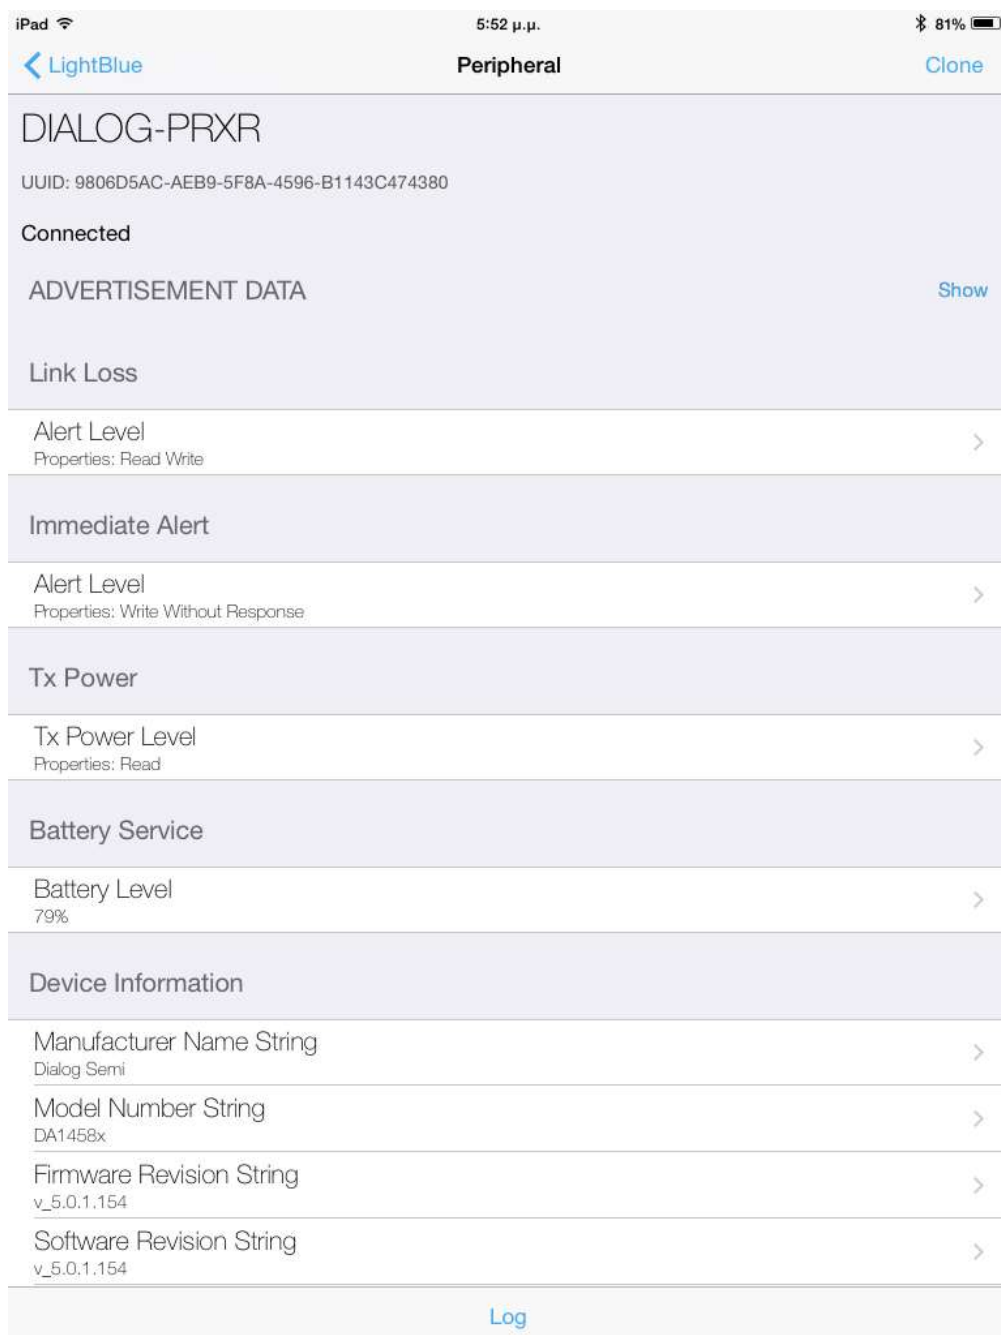 iPad 5:52 μ.μ. 81%
LightBlue Peripheral Clone
DIALOG-PRXR
UUID: 9806D5AC-AEB9-5F8A-4596-B1143C474380
Connected
ADVERTISEMENT DATA Show
Link Loss
Alert Level
Properties: Read Write
Immediate Alert
Alert Level
Properties: Write Without Response
Tx Power
Tx Power Level
Properties: Read
Battery Service
Battery Level
79%
Device Information
Manufacturer Name String
Dialog Semi
Model Number String
DA1458x
Firmware Revision String
v_5.0.1.154
Software Revision String
v_5.0.1.154
Log